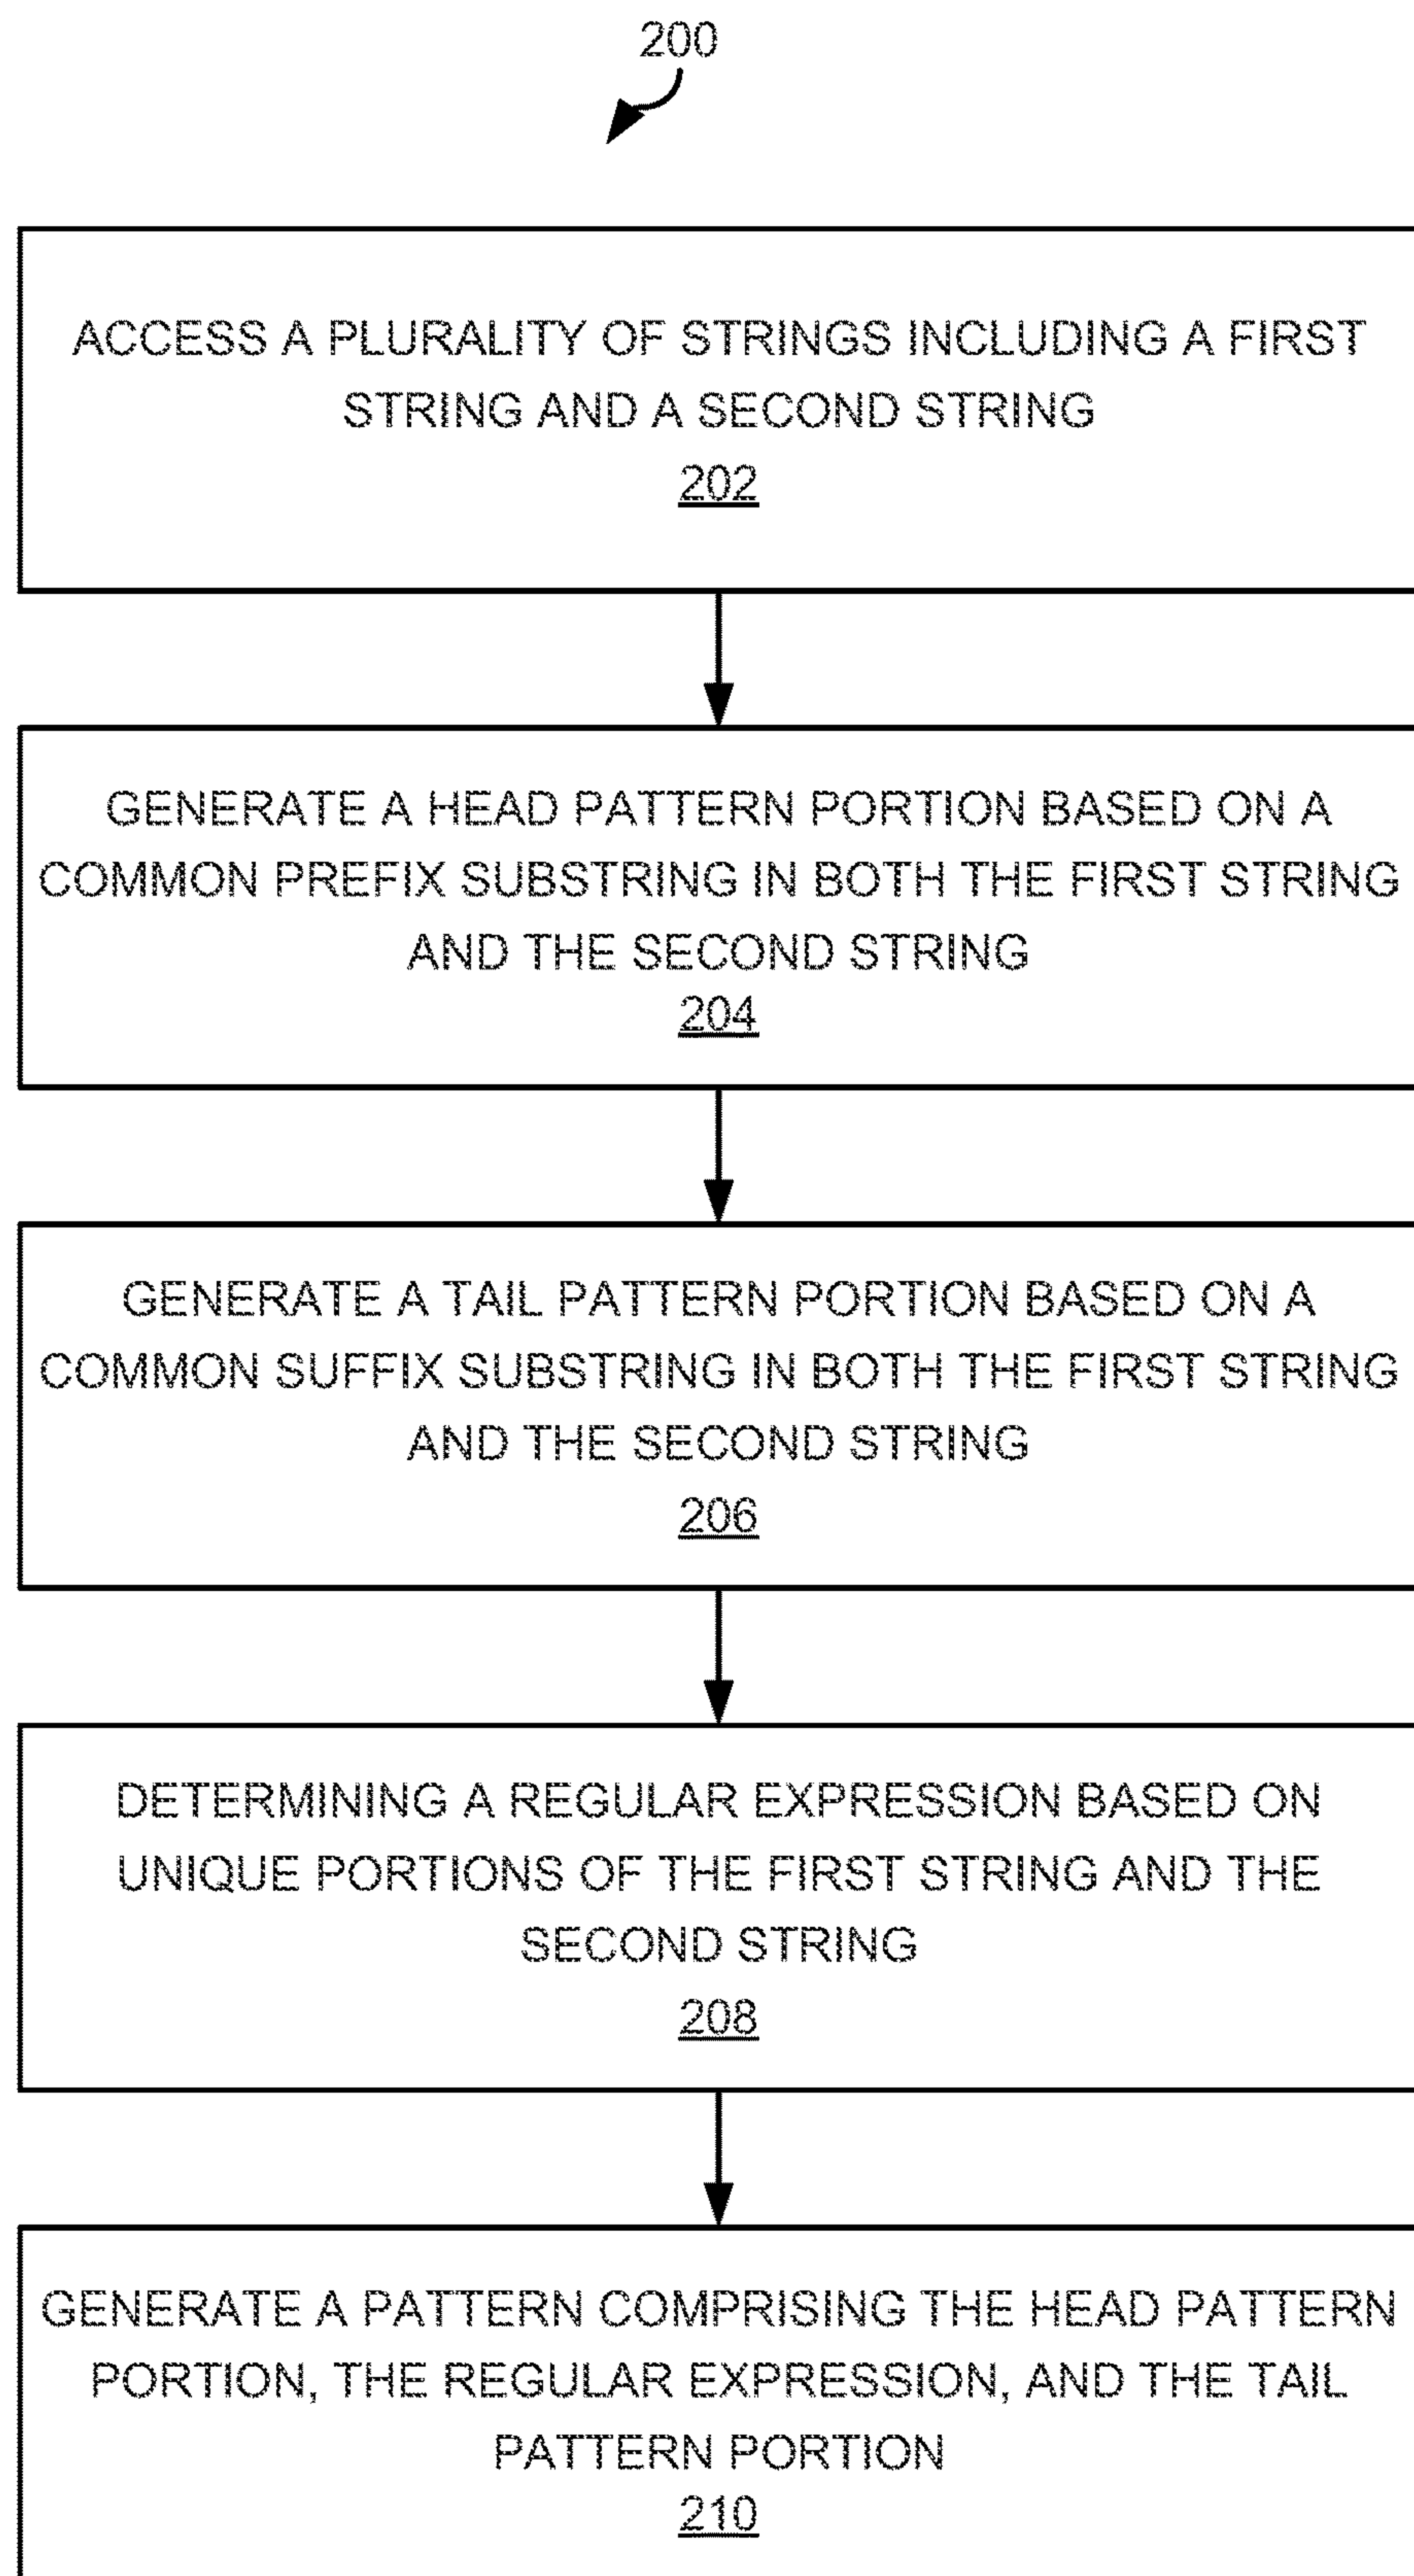 200
ACCESS A PLURALITY OF STRINGS INCLUDING A FIRST
STRING AND A SECOND STRING
202
GENERATE A HEAD PATTERN PORTION BASED ON A
COMMON PREFIX SUBSTRING IN BOTH THE FIRST STRING
AND THE SECOND STRING
204
GENERATE A TAIL PATTERN PORTION BASED ON A
COMMON SUFFIX SUBSTRING IN BOTH THE FIRST STRING
AND THE SECOND STRING
206
DETERMINING A REGULAR EXPRESSION BASED ON
UNIQUE PORTIONS OF THE FIRST STRING AND THE
SECOND STRING
208
GENERATE A PATTERN COMPRISING THE HEAD PATTERN
PORTION, THE REGULAR EXPRESSION, AND THE TAIL
PATTERN PORTION
210